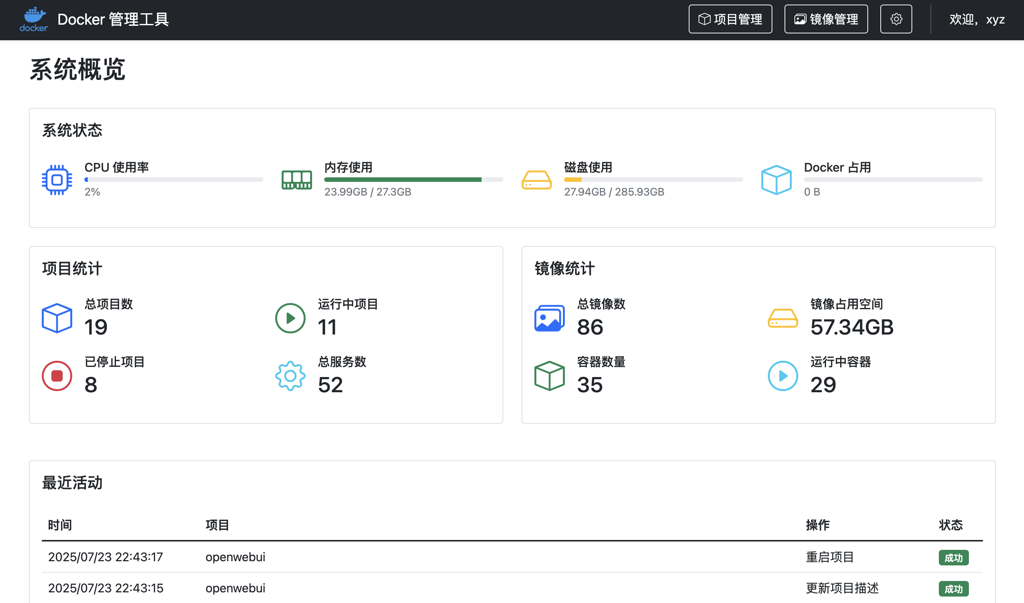 docker Docker 管理工具 项目管理 镜像管理 欢迎，xyz
系统概览
系统状态
CPU 使用率
2%
内存使用
23.99GB / 27.3GB
磁盘使用
27.94GB / 285.93GB
Docker 占用
0 B
项目统计
总项目数
19
运行中项目
11
已停止项目
8
总服务数
52
镜像统计
总镜像数
86
镜像占用空间
57.34GB
容器数量
35
运行中容器
29
最近活动
时间 项目 操作 状态
2025/07/23 22:43:17 openwebui 重启项目 成功
2025/07/23 22:43:15 openwebui 更新项目描述 成功